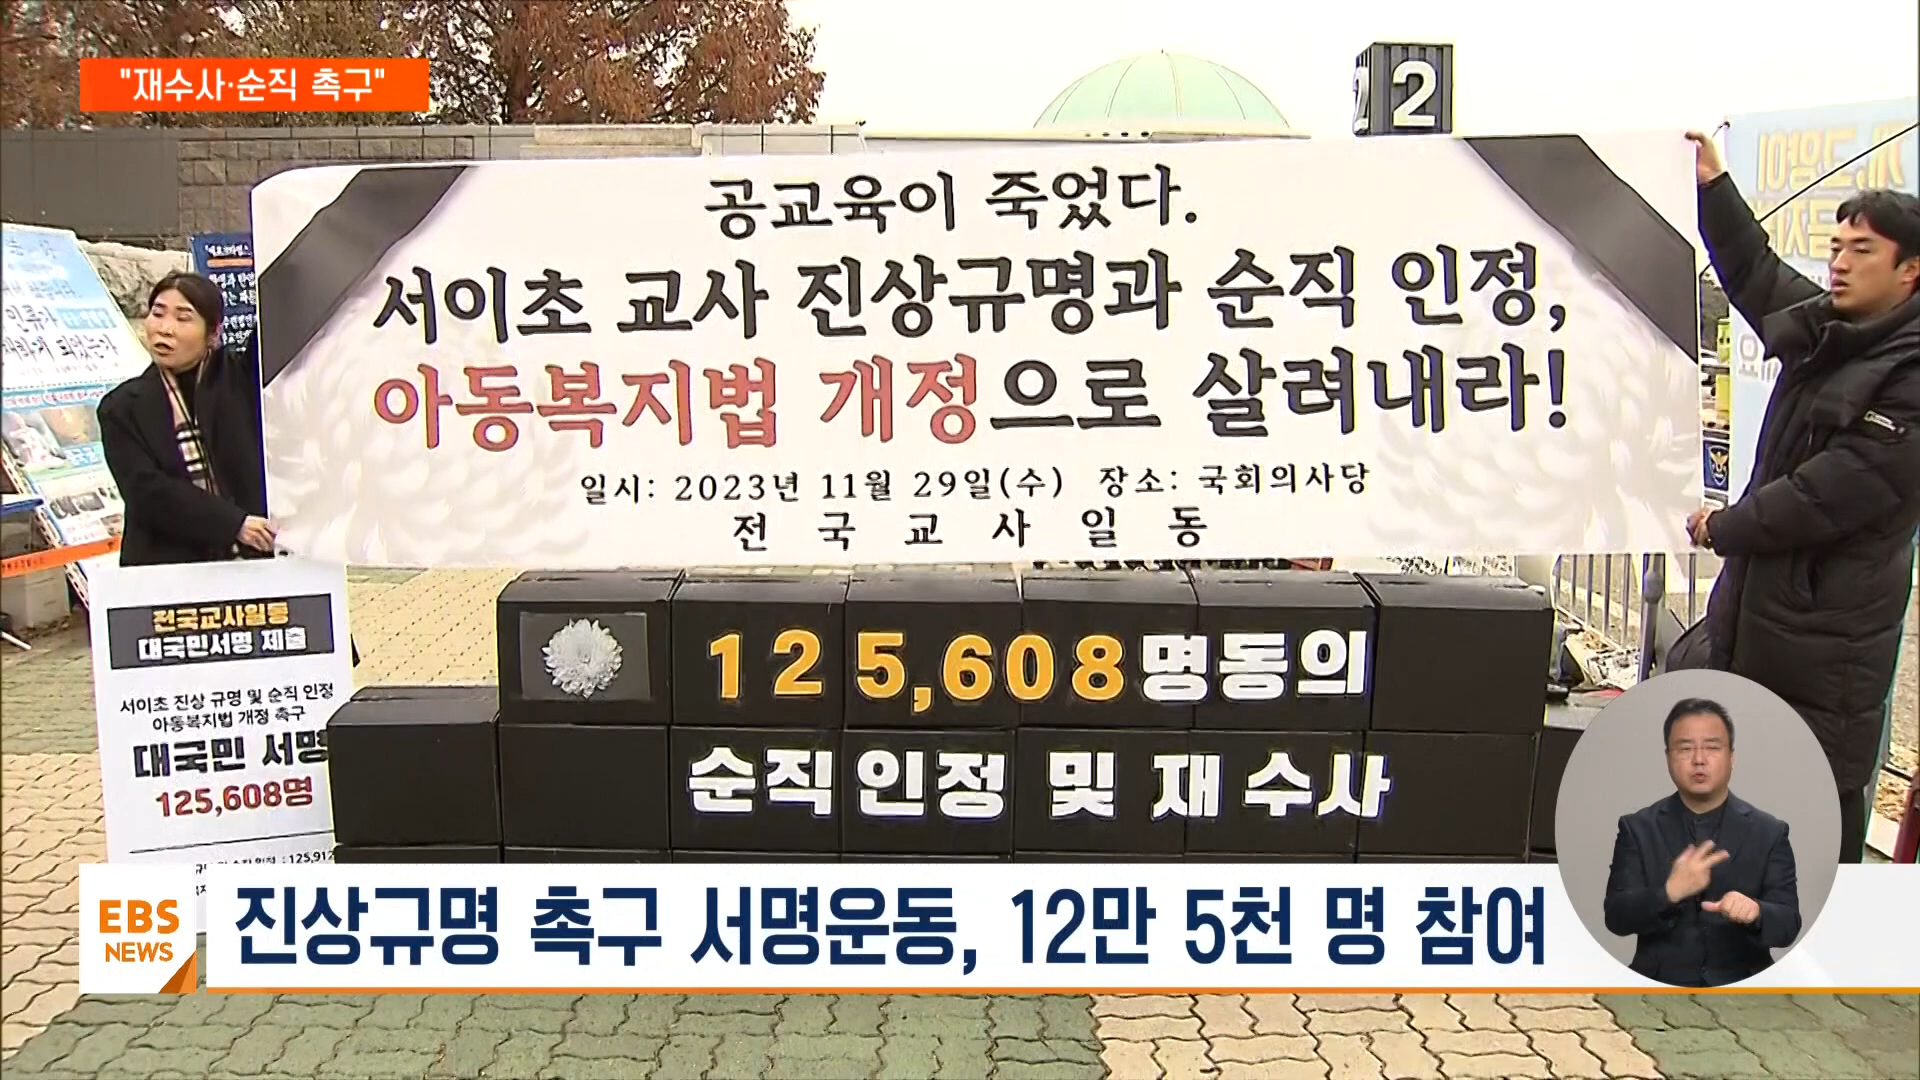 "재수사·순직 촉구"
2
공교육이 죽었다.
서이초 교사 진상규명과 순직 인정,
아동복지법 개정으로 살려내라!
일시: 2023년 11월 29일(수) 장소: 국회의사당
전국교사일동
전국교사일동
대국민서명 제출
서이초 진상 규명 및 순직 인정
아동복지법 개정 촉구
대국민 서명
125,608명
125,608명동의
순직인정 및 재수사
EBS
NEWS
진상규명 촉구 서명운동, 12만 5천 명 참여